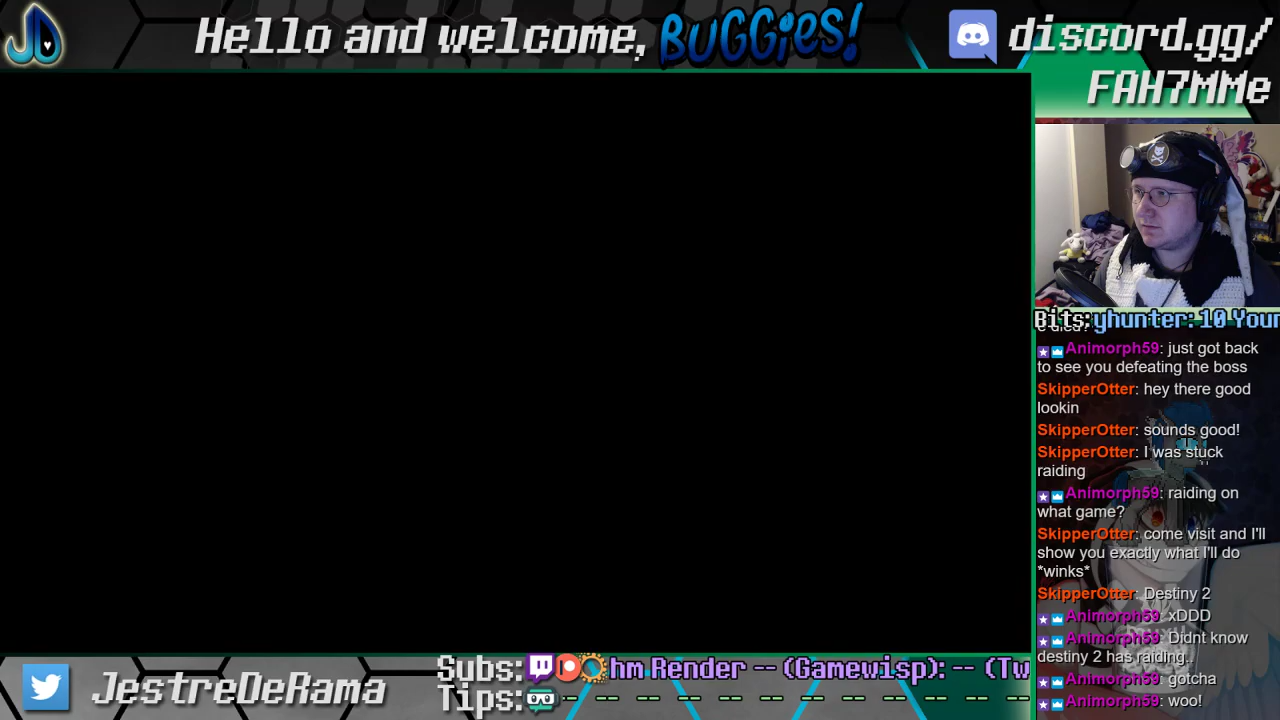 JD
Hello and welcome, BUGGiES!
discord.gg/
FAH7MMe
Bits:yhunter: 10 Your
e died?
Animorph59: just got back
to see you defeating the boss
SkipperOtter: hey there good
lookin
SkipperOtter: sounds good!
SkipperOtter: I was stuck
raiding
Animorph59: raiding on
what game?
SkipperOtter: come visit and I'll
show you exactly what I'll do
*winks*
SkipperOtter: Destiny 2
Animorph59: xDDD
Animorph59: Didnt know
destiny 2 has raiding..
Animorph59: gotcha
Animorph59: woo!
JestreDeRama
Subs: hm Render -- (Gamewisp): -- (Tw
Tips: -- -- -- -- -- -- -- -- -- -- --